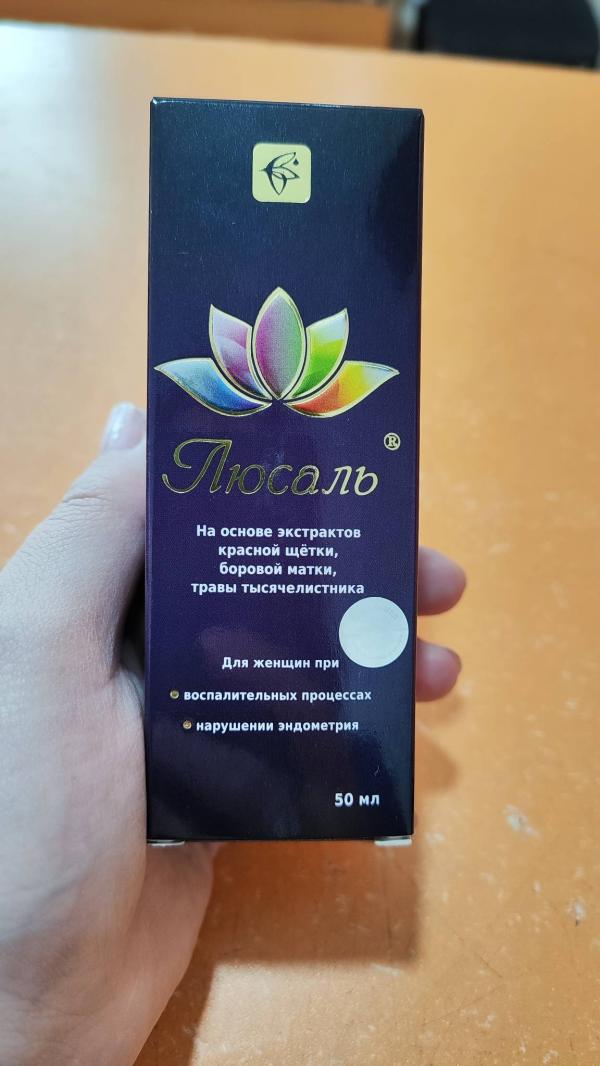 Люсаль®
На основе экстрактов
красной щётки,
боровой матки,
травы тысячелистника
Для женщин при
воспалительных процессах
нарушении эндометрия
50 мл